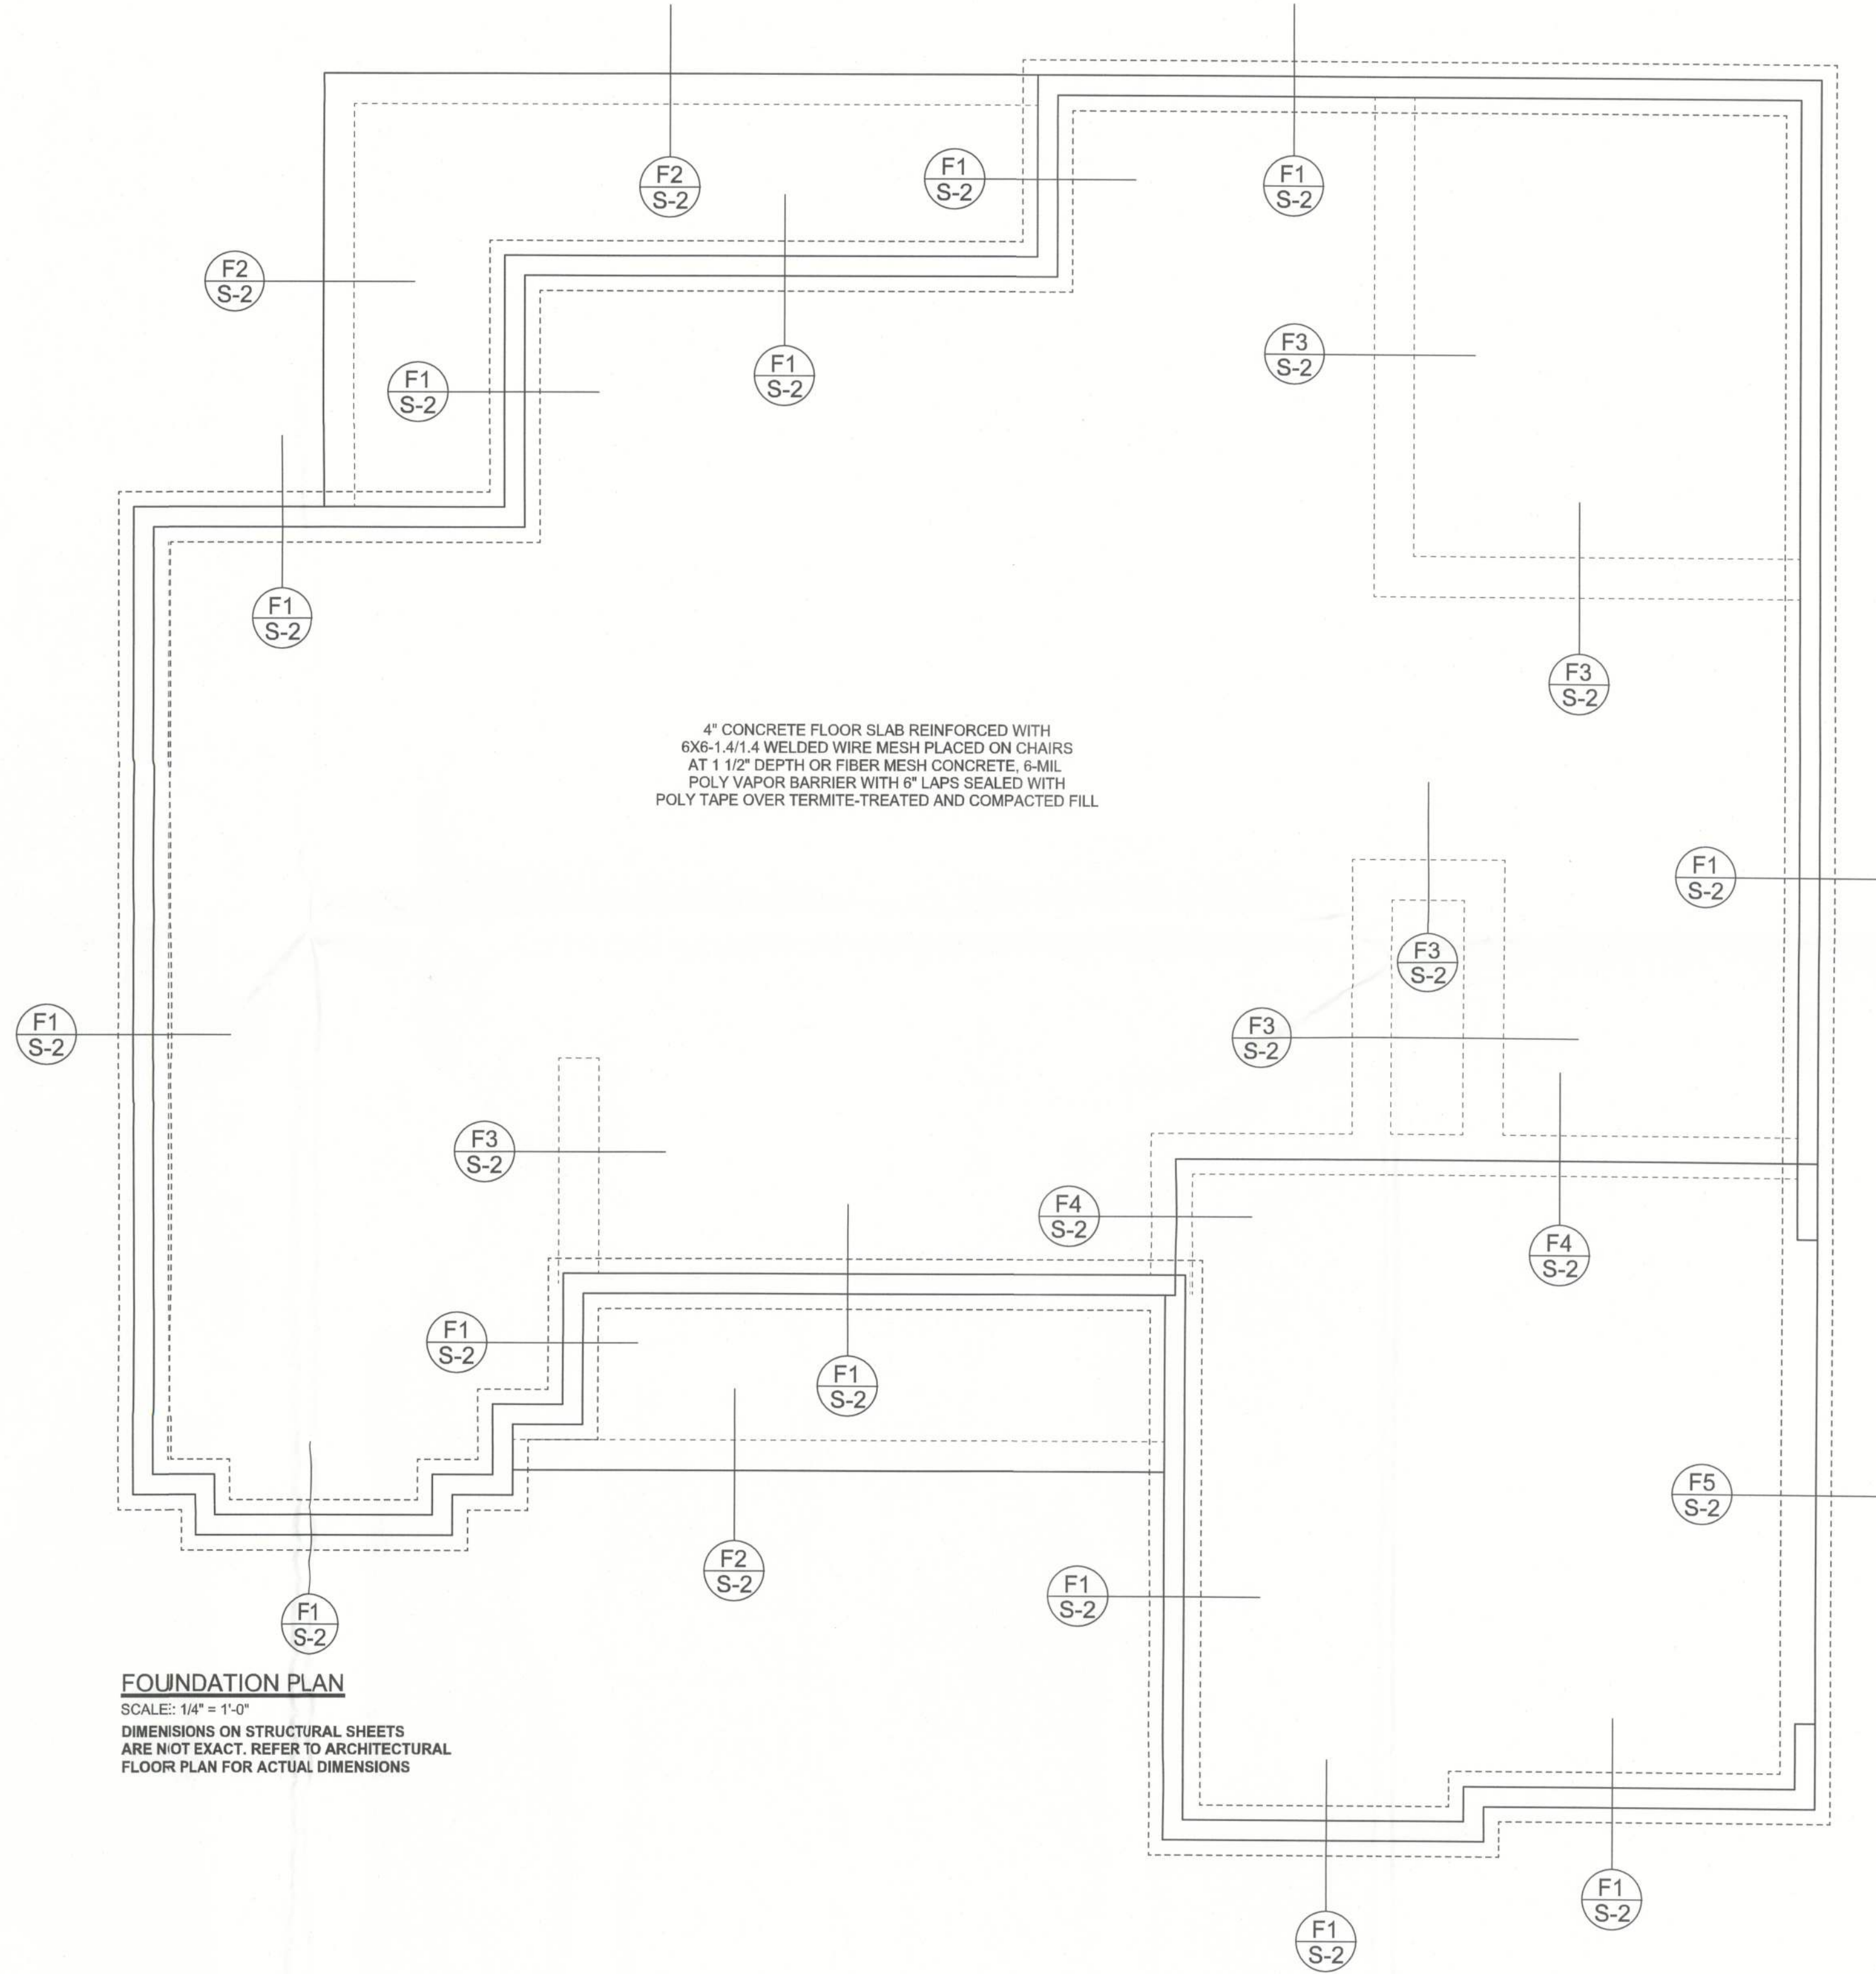 F2
S-2
F1
S-2
F1
S-2
F2
S-2
F3
S-2
F1
S-2
F1
S-2
F1
S-2
F3
S-2
4" CONCRETE FLOOR SLAB REINFORCED WITH
6X6-1.4/1.4 WELDED WIRE MESH PLACED ON CHAIRS
AT 1 1/2" DEPTH OR FIBER MESH CONCRETE, 6-MIL
POLY VAPOR BARRIER WITH 6" LAPS SEALED WITH
POLY TAPE OVER TERMITE-TREATED AND COMPACTED FILL
F1
S-2
F3
S-2
F1
S-2
F3
S-2
F3
S-2
F4
S-2
F4
S-2
F1
S-2
F1
S-2
F5
S-2
F2
S-2
F1
S-2
F1
S-2
FOUNDATION PLAN
SCALE: 1/4" = 1'-0"
DIMENISIONS ON STRUCTURAL SHEETS
ARE NOT EXACT. REFER TO ARCHITECTURAL
FLOOR PLAN FOR ACTUAL DIMENSIONS
F1
S-2
F1
S-2